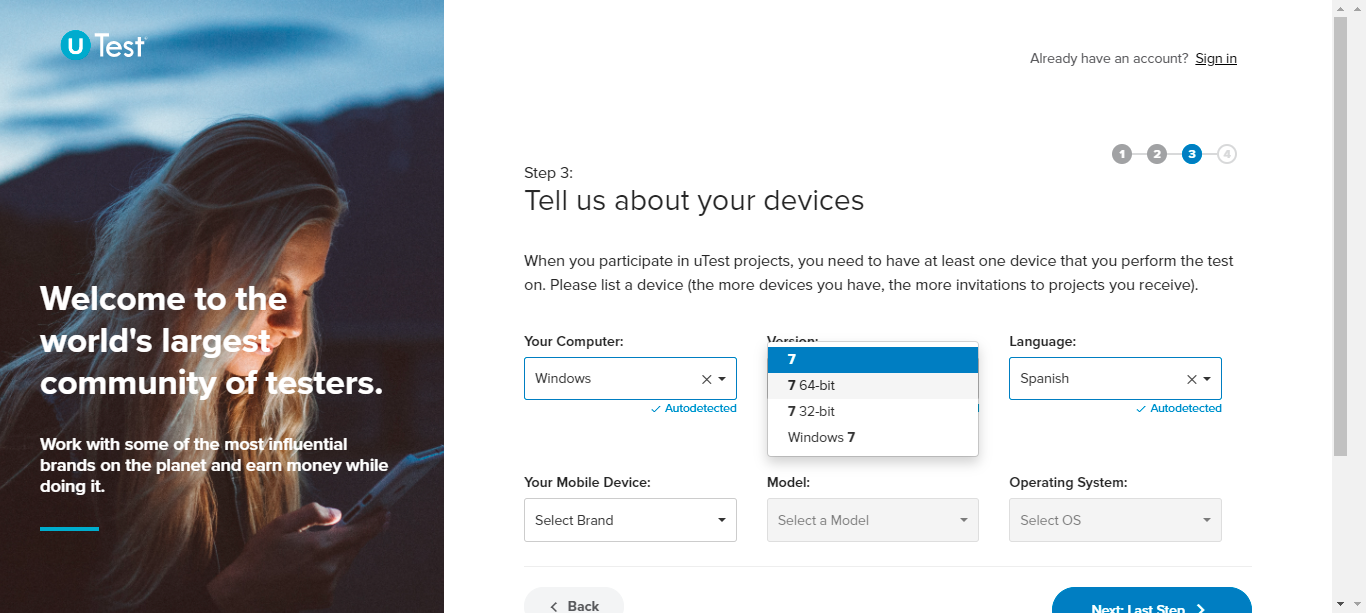 U Test
Already have an account? Sign in
1 2 3 4
Step 3:
Tell us about your devices
When you participate in uTest projects, you need to have at least one device that you perform the test
on. Please list a device (the more devices you have, the more invitations to projects you receive).
Welcome to the
world's largest
community of testers.
Work with some of the most influential
brands on the planet and earn money while
doing it.
Your Computer:
Windows
Autodetected
Version:
7
7 64-bit
7 32-bit
Windows 7
Language:
Spanish
Autodetected
Your Mobile Device:
Select Brand
Model:
Select a Model
Operating System:
Select OS
Back
Next: Last Step